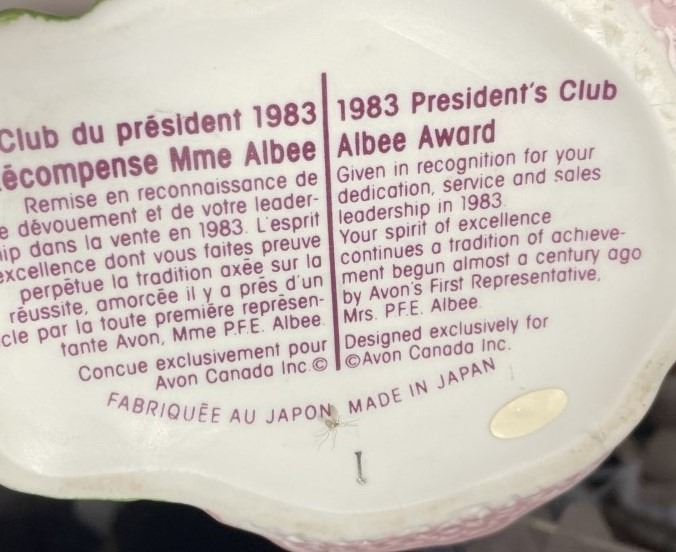 Club du président 1983
écompense Mme Albee
Remise en reconnaissance de
dévouement et de votre leader-
ip dans la vente en 1983. L'esprit
excellence dont vous faites preuve
perpétue la tradition axée sur la
réussite, amorcée il y a près d'un
cle par la toute première représen-
tante Avon, Mme P.F.E. Albee.
Concue exclusivement pour
Avon Canada Inc.©
1983 President's Club
Albee Award
Given in recognition for your
dedication, service and sales
leadership in 1983.
Your spirit of excellence
continues a tradition of achieve-
ment begun almost a century ago
by Avon's First Representative,
Mrs. P.F.E. Albee.
Designed exclusively for
©Avon Canada Inc.
FABRIQUÉE AU JAPON MADE IN JAPAN